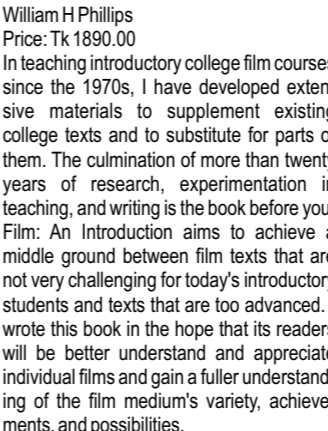 William H Phillips
Price: Tk 1890.00
In teaching introductory college film course
since the 1970s, I have developed exten
sive materials to supplement existing
college texts and to substitute for parts o
them. The culmination of more than twenty
years of research, experimentation in
teaching, and writing is the book before you
Film: An Introduction aims to achieve a
middle ground between film texts that are
not very challenging for today's introductory
students and texts that are too advanced.
wrote this book in the hope that its reader
will be better understand and appreciate
individual films and gain a fuller understand
ing of the film medium's variety, achieve
ments, and possibilities.